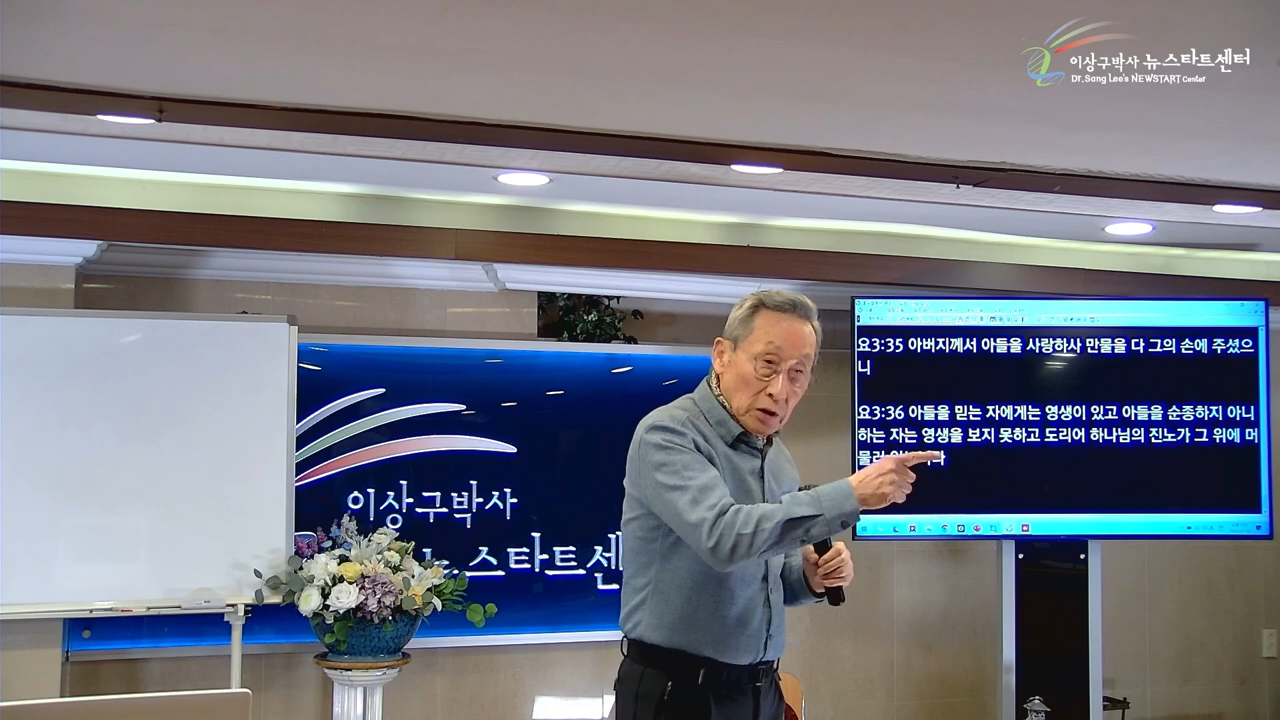 이상구박사 뉴스타트센터
Dr. Sang Lee's NEWSTART Center
요3:35 아버지께서 아들을 사랑하사 만물을 다 그의 손에 주셨으
니
요3:36 아들을 믿는 자에게는 영생이 있고 아들을 순종하지 아니
하는 자는 영생을 보지 못하고 도리어 하나님의 진노가 그 위에 머
이상구박사
뉴스타트센